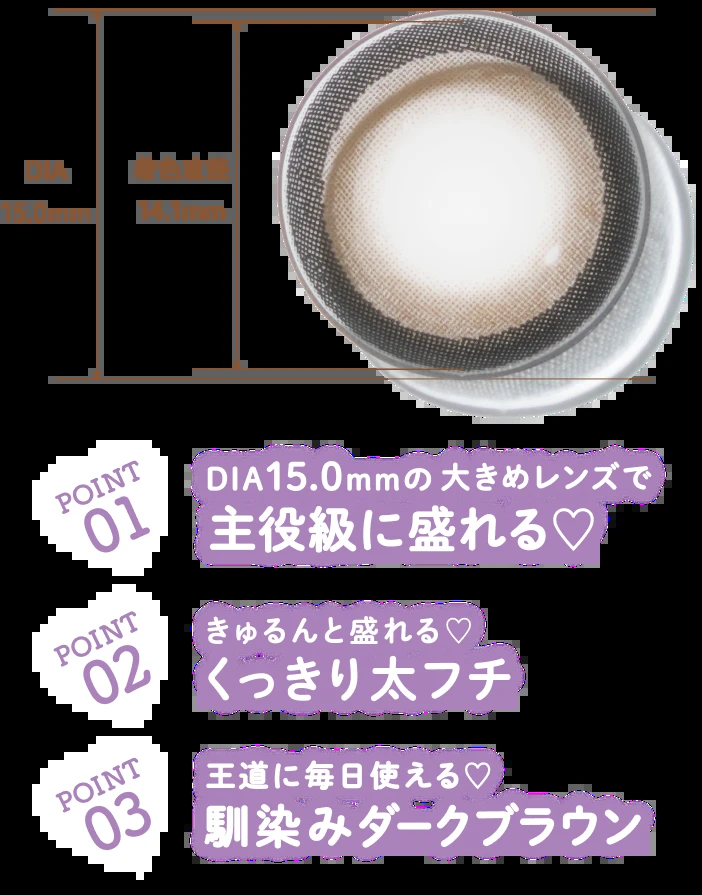 DIA
15.0mm
着色直径
14.1mm
POINT
01
DIA15.0mmの大きめレンズで
主役級に盛れる♡
POINT
02
きゅるんと盛れる♡
くっきり太フチ
POINT
03
王道に毎日使える♡
馴染みダークブラウン